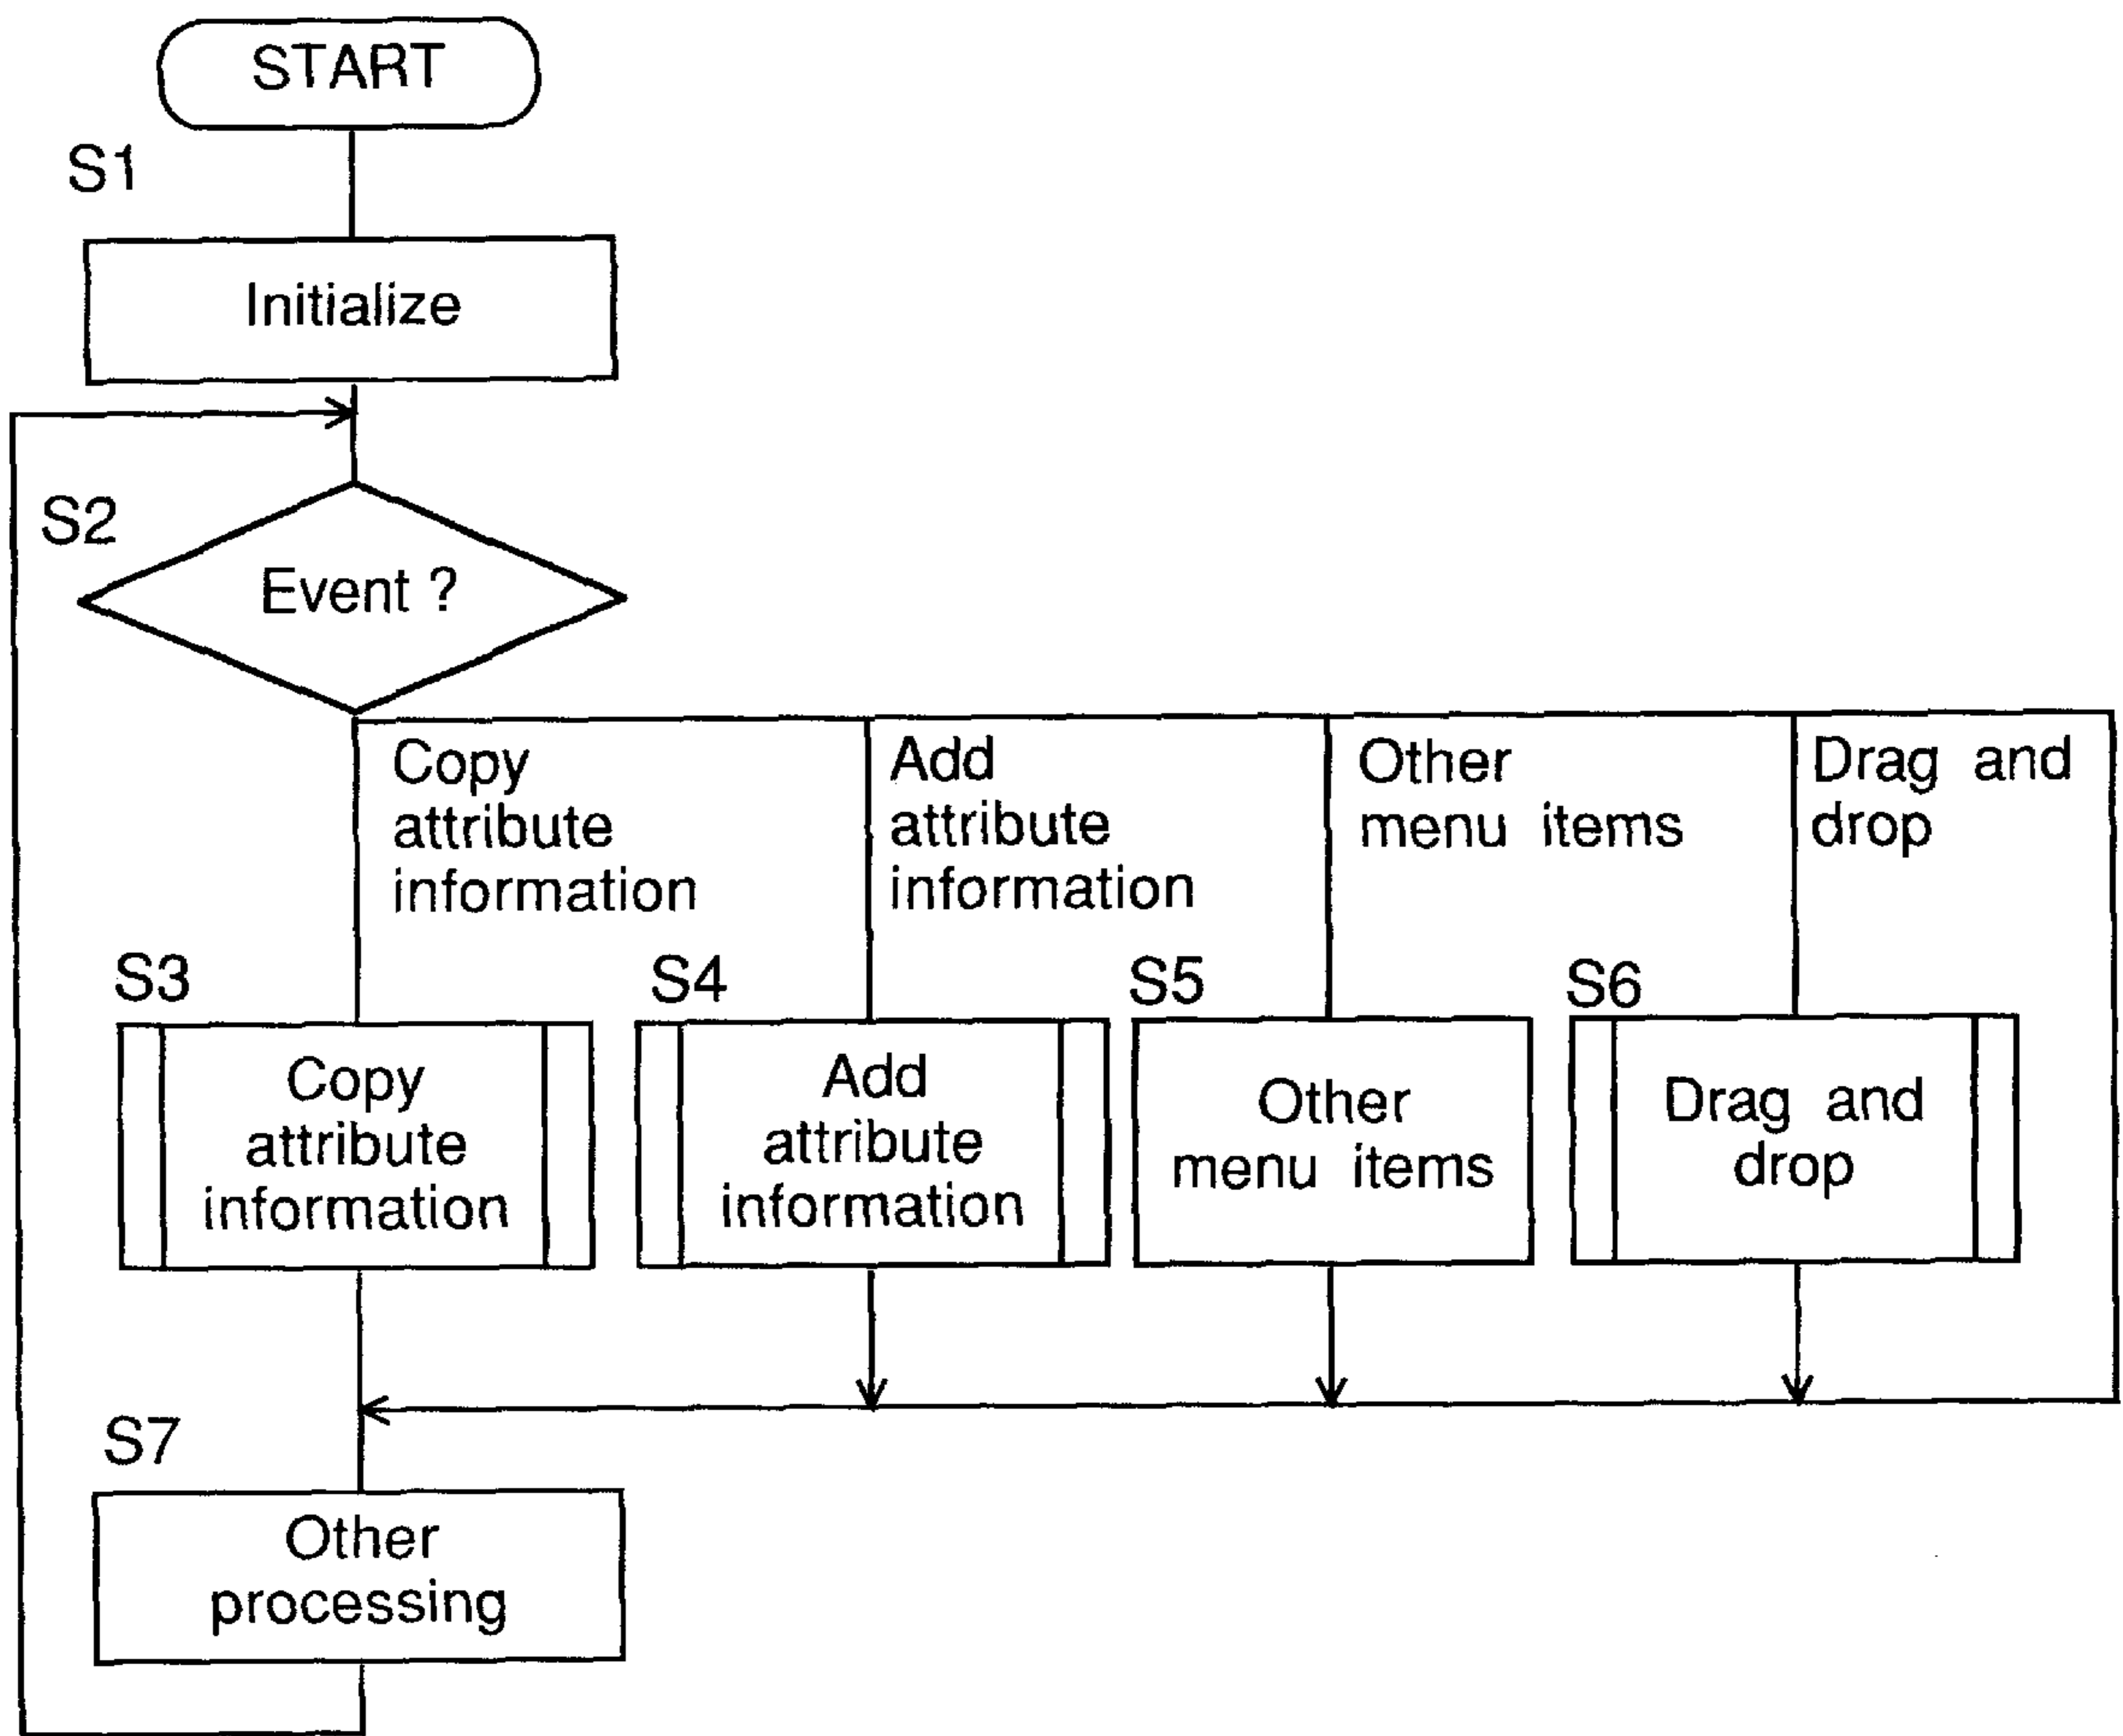 START
S1
Initialize
S2
Event ?
Copy
attribute
information
Add
attribute
information
Other
menu items
Drag and
drop
S3
S4
S5
S6
Copy
attribute
information
Add
attribute
information
Other
menu items
Drag and
drop
S7
Other
processing